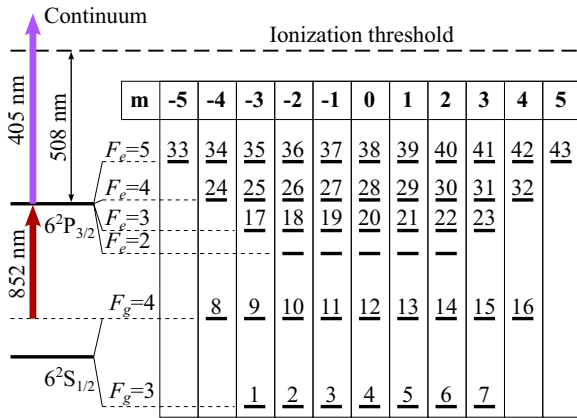 Continuum
Ionization threshold
405 nm
508 nm
852 nm
m -5 -4 -3 -2 -1 0 1 2 3 4 5
Fₑ=5 33 34 35 36 37 38 39 40 41 42 43
Fₑ=4 24 25 26 27 28 29 30 31 32
6²P₃/₂
Fₑ=3 17 18 19 20 21 22 23
Fₑ=2
F_g=4 8 9 10 11 12 13 14 15 16
6²S₁/₂
F_g=3 1 2 3 4 5 6 7